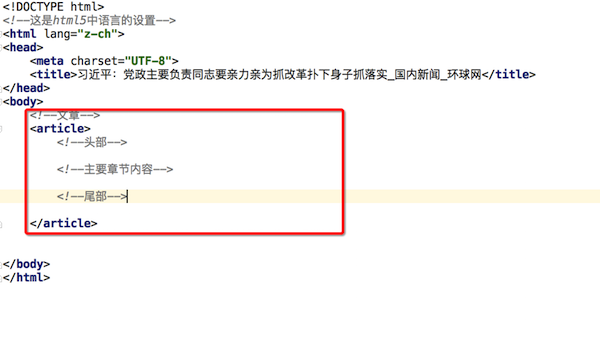 <!DOCTYPE html>
<!--这是html5中语言的设置-->
<html lang="z-ch">
<head>
    <meta charset="UTF-8">
    <title>习近平：党政主要负责同志要亲力亲为抓改革扑下身子抓落实_国内新闻_环球网</title>
</head>
<body>
    <!--文章-->
    <article>
        <!--头部-->
        <!--主要章节内容-->
        <!--尾部-->
    </article>
</body>
</html>